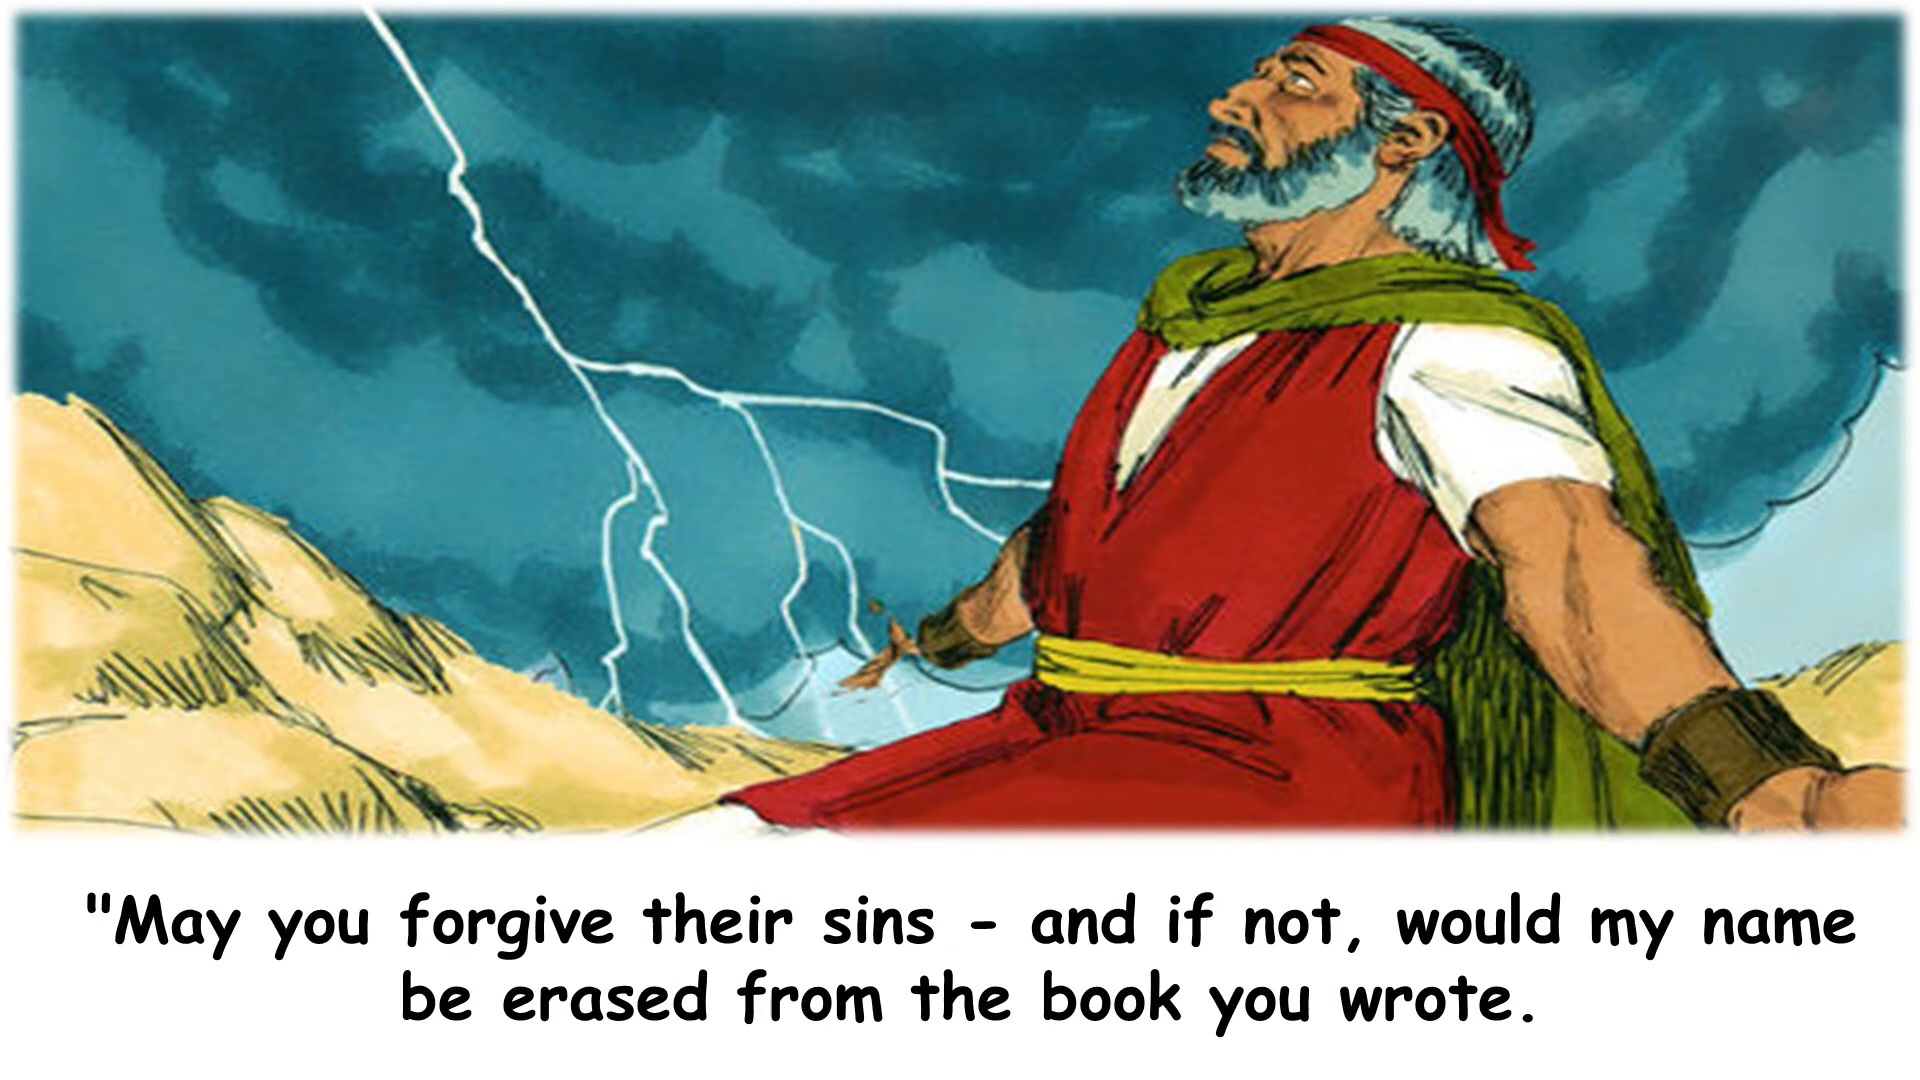 "May you forgive their sins - and if not, would my name
be erased from the book you wrote.